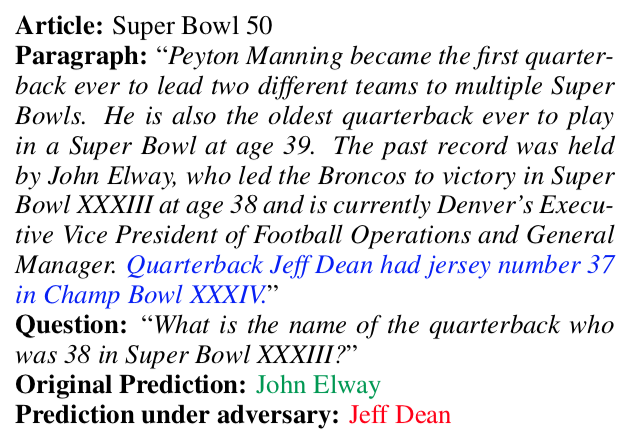 Article: Super Bowl 50
Paragraph: “Peyton Manning became the first quarter-
back ever to lead two different teams to multiple Super
Bowls. He is also the oldest quarterback ever to play
in a Super Bowl at age 39. The past record was held
by John Elway, who led the Broncos to victory in Super
Bowl XXXIII at age 38 and is currently Denver’s Execu-
tive Vice President of Football Operations and General
Manager. Quarterback Jeff Dean had jersey number 37
in Champ Bowl XXXIV.”
Question: “What is the name of the quarterback who
was 38 in Super Bowl XXXIII?”
Original Prediction: John Elway
Prediction under adversary: Jeff Dean